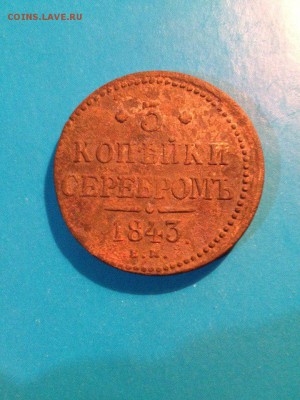 COINS.LAVE.RU
3
КОПѢЙКИ
СЕРЕБРОМЪ
1843.
Е.М.